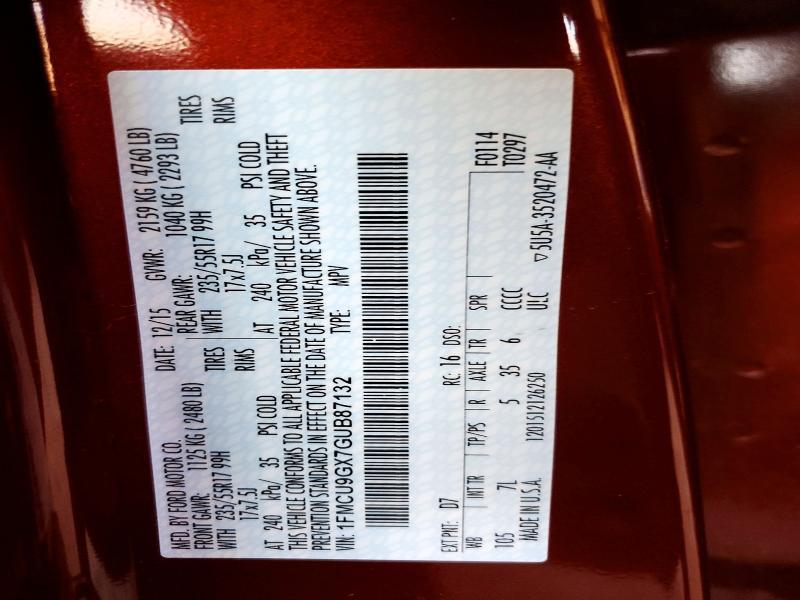 MFD. BY FORD MOTOR CO. DATE: 12/15 GVWR: 2159 KG ( 4760 LB)
FRONT GAWR: 1125 KG ( 2480 LB) REAR GAWR: 1040 KG ( 2293 LB)
WITH 235/55R17 99H TIRES WITH 235/55R17 99H TIRES
17x7.5J RIMS 17x7.5J RIMS
AT 240 kPa/ 35 PSI COLD AT 240 kPa/ 35 PSI COLD
THIS VEHICLE CONFORMS TO ALL APPLICABLE FEDERAL MOTOR VEHICLE SAFETY AND THEFT
PREVENTION STANDARDS IN EFFECT ON THE DATE OF MANUFACTURE SHOWN ABOVE.
VIN: 1FMCU9GX7GUB87132 TYPE: MPV
EXT PNT: D7 RC: 16 DSO: F0114
WB INT TR TP/PS R AXLE TR SPR T0297
105 7L 5 35 6 CCCC
MADE IN U.S.A. 1201512126250 ULC ▽5U5A-3520472-AA